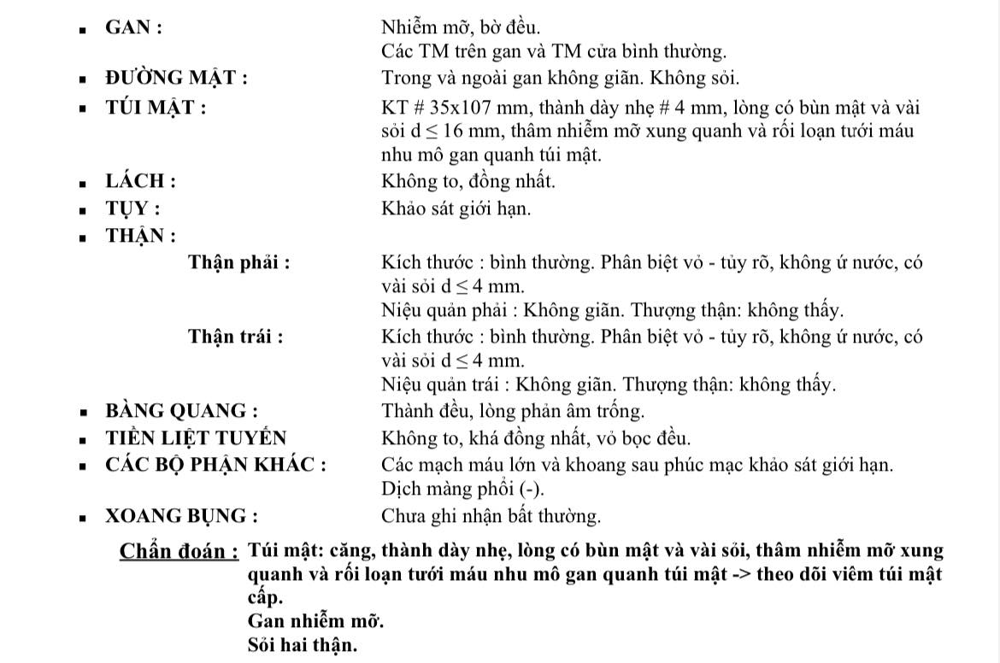 ▪ GAN : Nhiễm mỡ, bờ đều.
Các TM trên gan và TM cửa bình thường.
▪ ĐƯỜNG MẬT : Trong và ngoài gan không giãn. Không sỏi.
▪ TÚI MẬT : KT # 35x107 mm, thành dày nhẹ # 4 mm, lòng có bùn mật và vài
sỏi d ≤ 16 mm, thâm nhiễm mỡ xung quanh và rối loạn tưới máu
nhu mô gan quanh túi mật.
▪ LÁCH : Không to, đồng nhất.
▪ TỤY : Khảo sát giới hạn.
▪ THẬN :
Thận phải : Kích thước : bình thường. Phân biệt vỏ - tủy rõ, không ứ nước, có
vài sỏi d ≤ 4 mm.
Niệu quản phải : Không giãn. Thượng thận: không thấy.
Thận trái : Kích thước : bình thường. Phân biệt vỏ - tủy rõ, không ứ nước, có
vài sỏi d ≤ 4 mm.
Niệu quản trái : Không giãn. Thượng thận: không thấy.
▪ BÀNG QUANG : Thành đều, lòng phản âm trống.
▪ TIỀN LIỆT TUYẾN Không to, khá đồng nhất, vỏ bọc đều.
▪ CÁC BỘ PHẬN KHÁC : Các mạch máu lớn và khoang sau phúc mạc khảo sát giới hạn.
Dịch màng phổi (-).
▪ XOANG BỤNG : Chưa ghi nhận bất thường.
Chẩn đoán : Túi mật: căng, thành dày nhẹ, lòng có bùn mật và vài sỏi, thâm nhiễm mỡ xung
quanh và rối loạn tưới máu nhu mô gan quanh túi mật -> theo dõi viêm túi mật
cấp.
Gan nhiễm mỡ.
Sỏi hai thận.